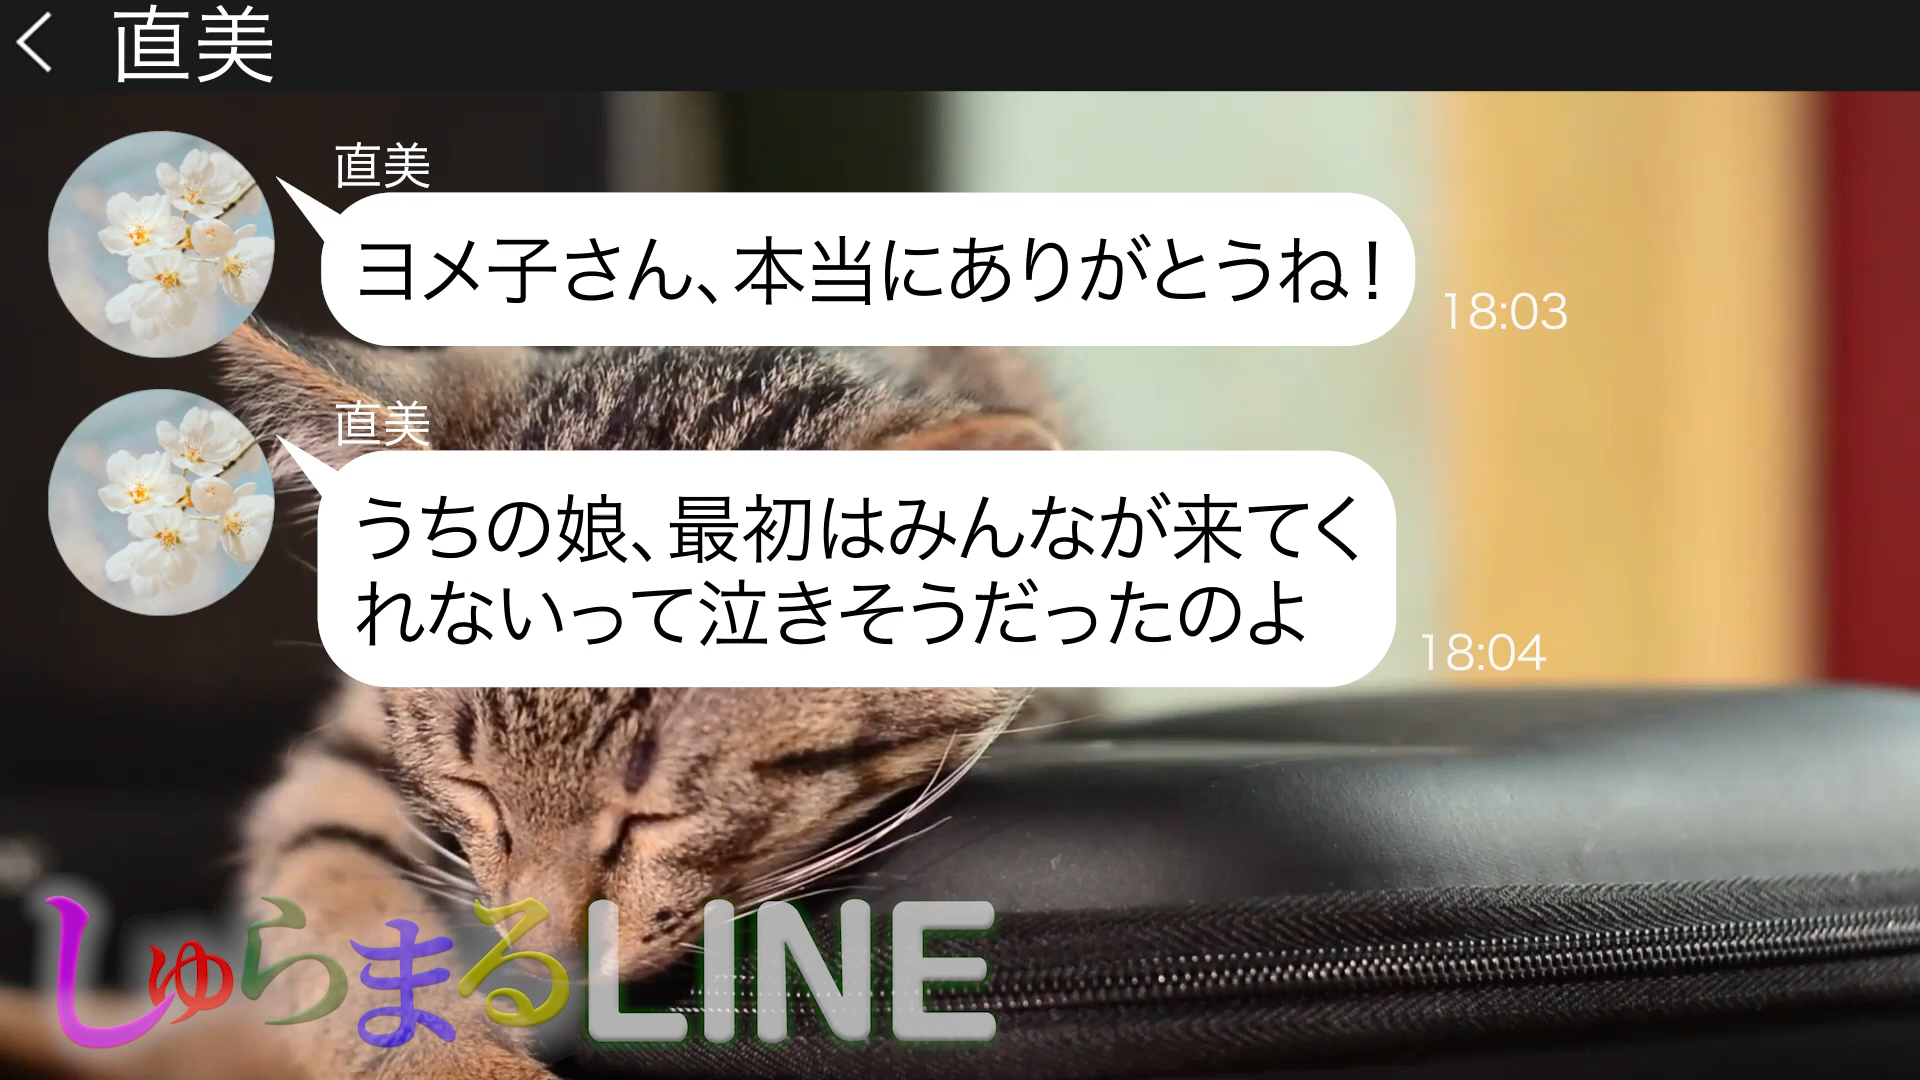 直美
直美
ヨメ子さん、本当にありがとうね!
18:03
直美
うちの娘、最初はみんなが来てく
れないって泣きそうだったのよ
18:04
しゅらまるLINE